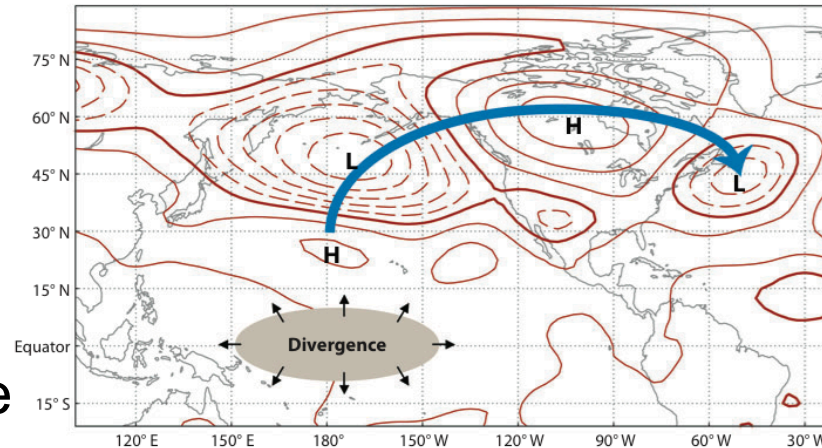 75° N
60° N
45° N
30° N
15° N
Equator
15° S
L
H
L
H
Divergence
e
120° E 150° E 180° 150° W 120° W 90° W 60° W 30° W